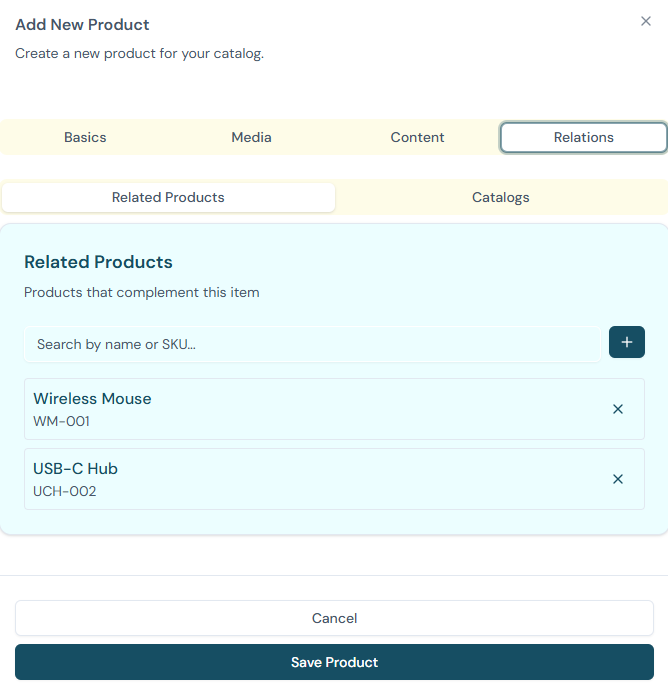 Add New Product
Create a new product for your catalog.
Basics Media Content Relations
Related Products Catalogs
Related Products
Products that complement this item
Search by name or SKU...
Wireless Mouse
WM-001
USB-C Hub
UCH-002
Cancel
Save Product